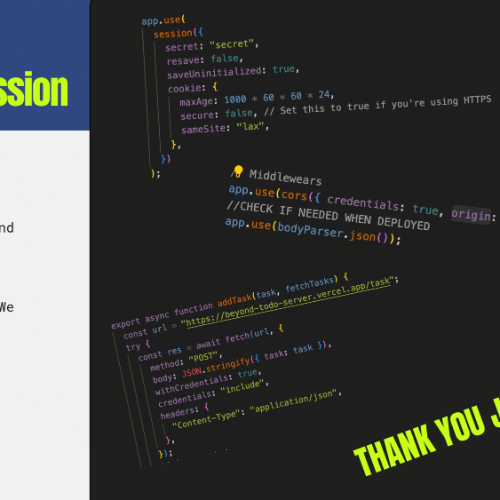 ssion
nd
We
app.use(
session({
secret: "secret",
resave: false,
saveUninitialized: true,
cookie: {
maxAge: 1000 * 60 * 60 * 24,
secure: false, // Set this to true if you're using HTTPS
sameSite: "lax",
},
})
);
// Middlewears
app.use(cors({ credentials: true, origin:
//CHECK IF NEEDED WHEN DEPLOYED
app.use(bodyParser.json());
export async function addTask(task, fetchTasks) {
const url = "https://beyond-todo-server.vercel.app/task";
try {
const res = await fetch(url, {
method: "POST",
body: JSON.stringify({ task: task }),
withCredentials: true,
credentials: "include",
headers: {
"Content-Type": "application/json",
},
});
THANK YOU J